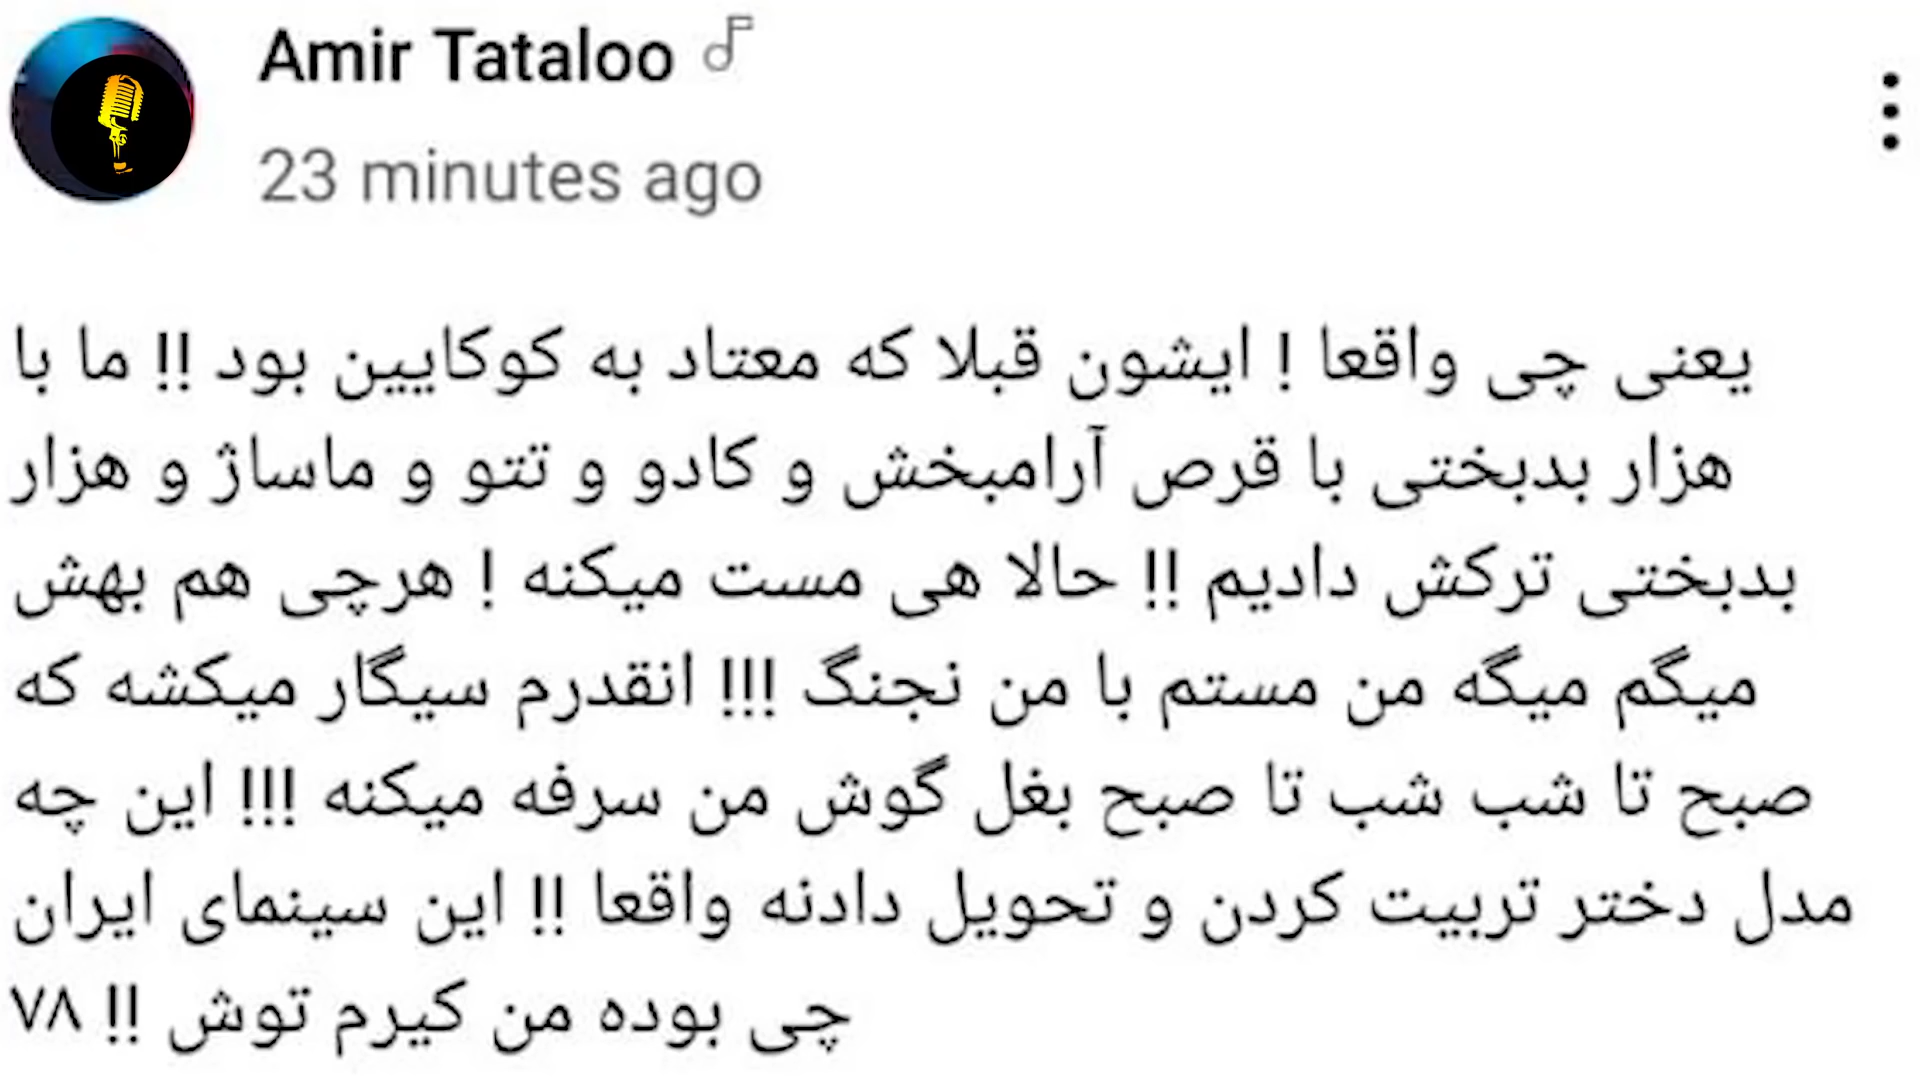 Amir Tataloo
23 minutes ago
یعنی چی واقعا ! ایشون قبلا که معتاد به کوکایین بود !! ما با
هزار بدبختی با قرص آرامبخش و کادو و تتو و ماساژ و هزار
بدبختی ترکش دادیم !! حالا هی مست میکنه ! هرچی هم بهش
میگم میگه من مستم با من نجنگ !!! انقدرم سیگار میکشه که
صبح تا شب شب تا صبح بغل گوش من سرفه میکنه !!! این چه
مدل دختر تربیت کردن و تحویل دادنه واقعا !! این سینمای ایران
چی بوده من کیرم توش !! ۷۸